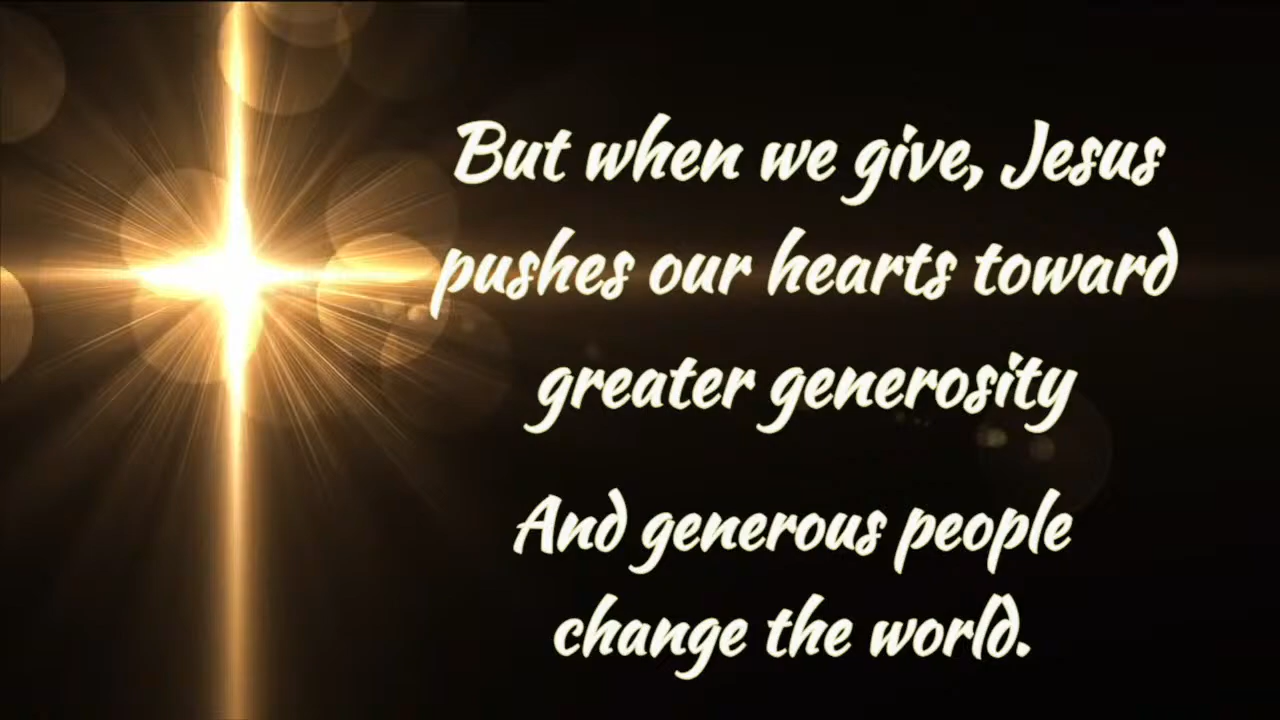 But when we give, Jesus
pushes our hearts toward
greater generosity
And generous people
change the world.